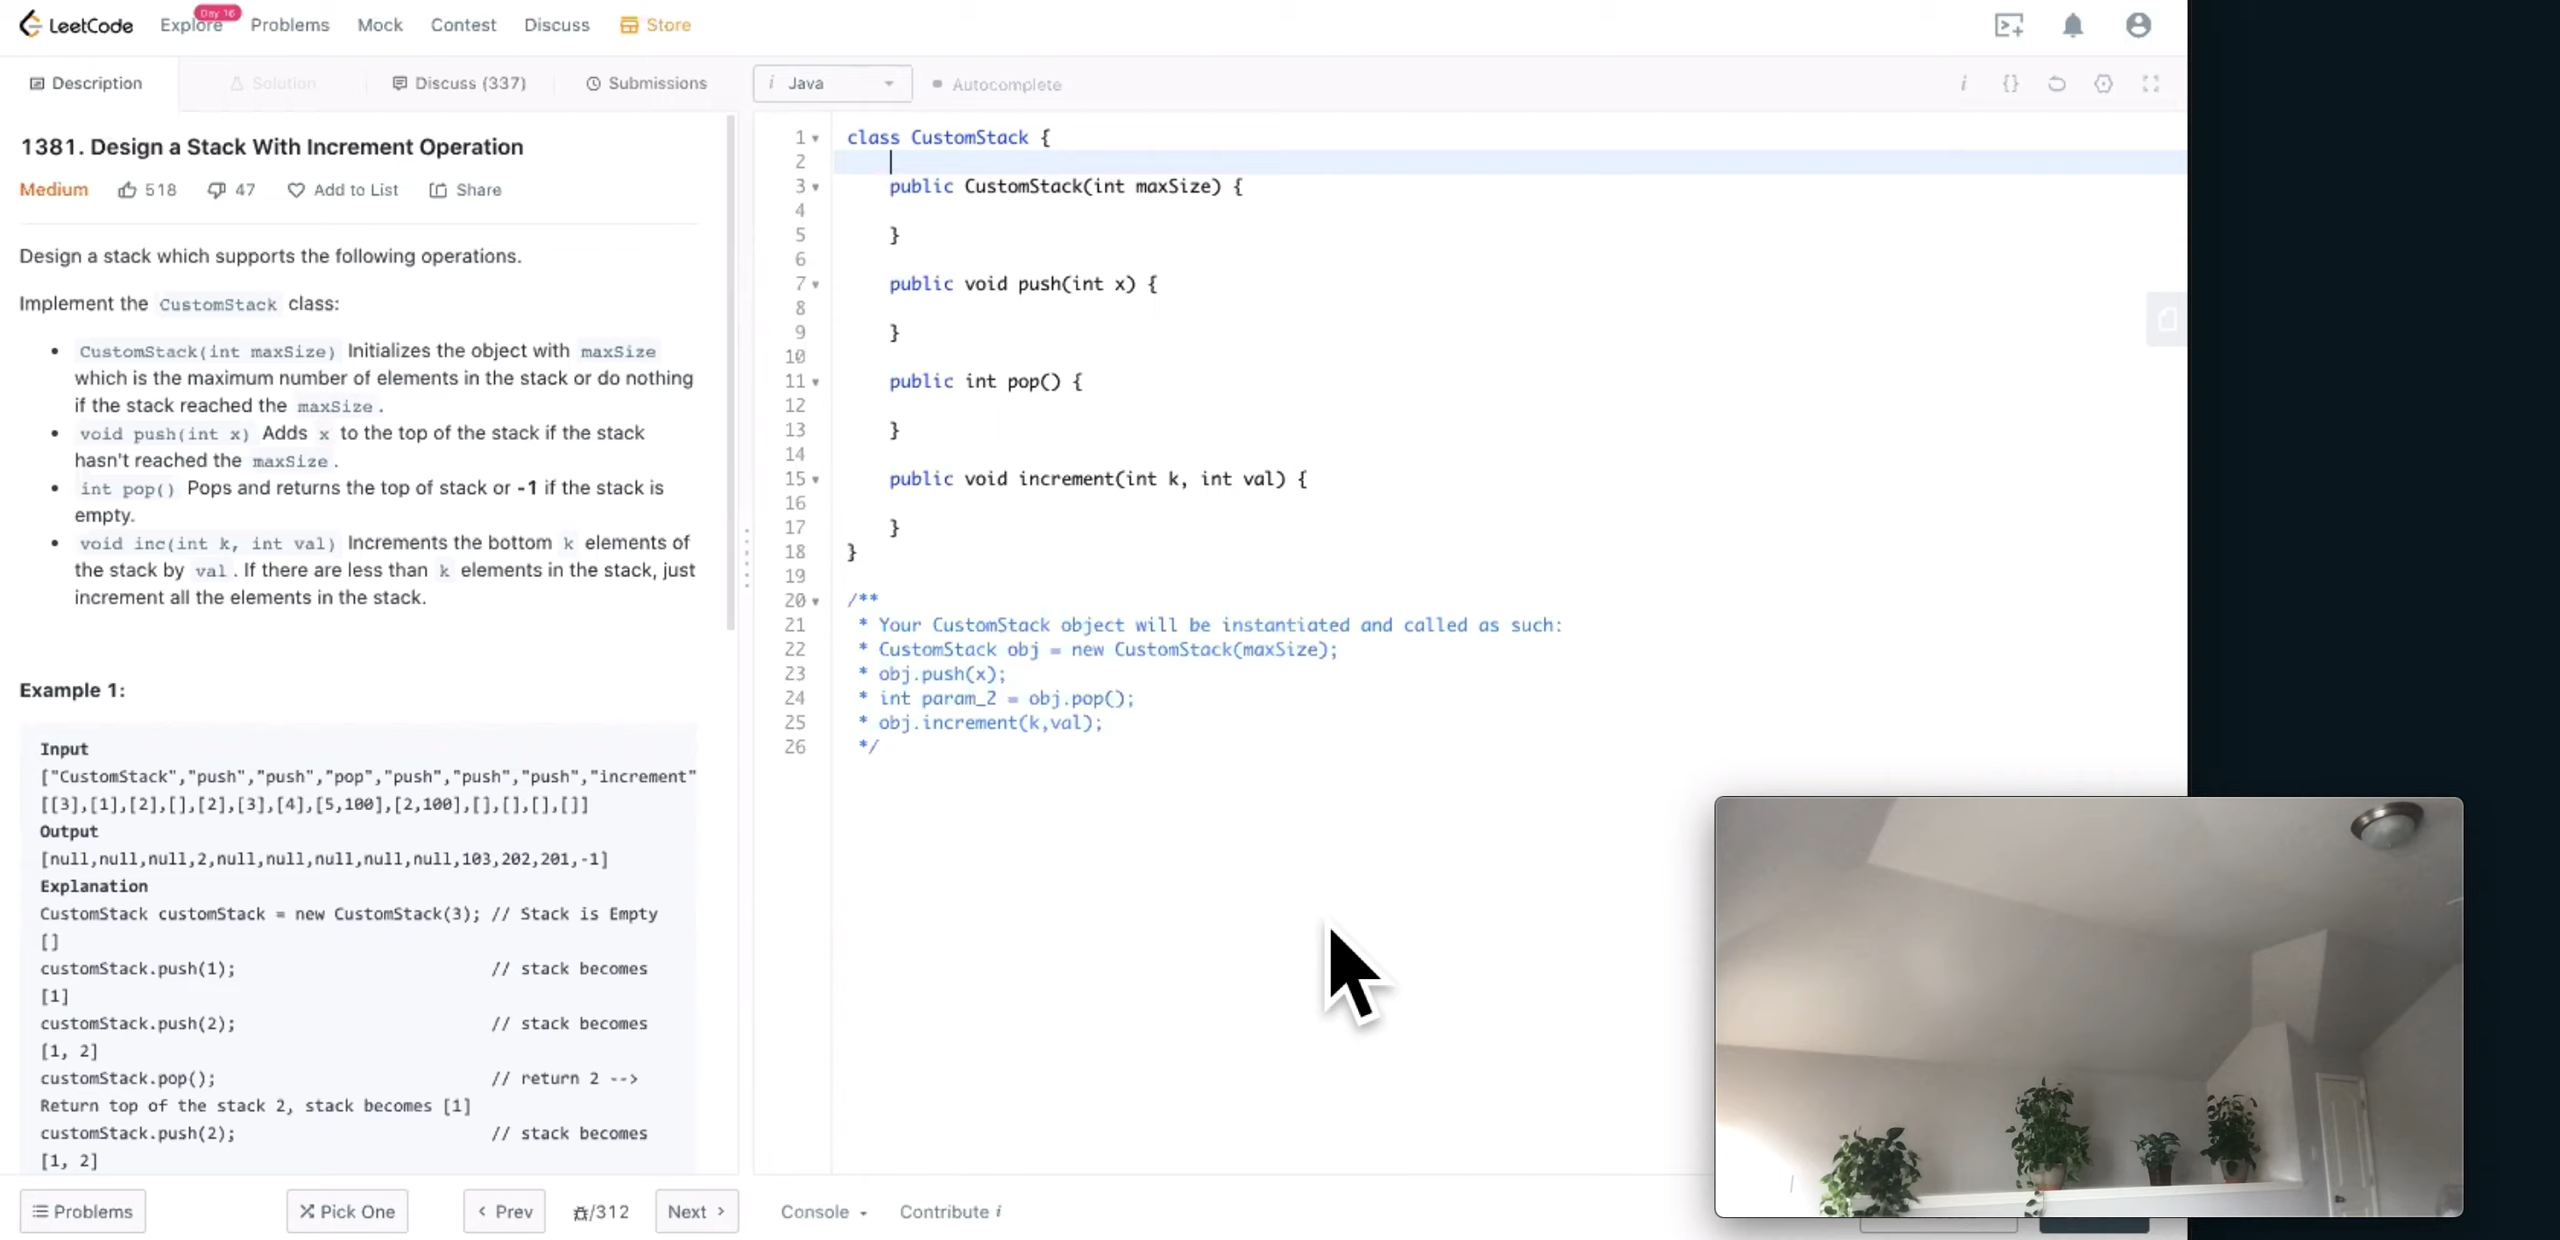 LeetCode
Explore
Day 16
Problems
Mock
Contest
Discuss
Store
Description
Solution
Discuss (337)
Submissions
i Java
Autocomplete
1381. Design a Stack With Increment Operation
Medium 518 47 Add to List Share
Design a stack which supports the following operations.
Implement the CustomStack class:
• CustomStack(int maxSize) Initializes the object with maxSize
which is the maximum number of elements in the stack or do nothing
if the stack reached the maxSize.
• void push(int x) Adds x to the top of the stack if the stack
hasn't reached the maxSize.
• int pop() Pops and returns the top of stack or -1 if the stack is
empty.
• void inc(int k, int val) Increments the bottom k elements of
the stack by val. If there are less than k elements in the stack, just
increment all the elements in the stack.
Example 1:
Input
["CustomStack","push","push","pop","push","push","push","increment"
[[3],[1],[2],[],[2],[3],[4],[5,100],[2,100],[],[],[],[]]
Output
[null,null,null,2,null,null,null,null,null,103,202,201,-1]
Explanation
CustomStack customStack = new CustomStack(3); // Stack is Empty
[]
customStack.push(1); // stack becomes
[1]
customStack.push(2); // stack becomes
[1, 2]
customStack.pop(); // return 2 -->
Return top of the stack 2, stack becomes [1]
customStack.push(2); // stack becomes
[1, 2]
1 class CustomStack {
2
3 public CustomStack(int maxSize) {
4
5 }
6
7 public void push(int x) {
8
9 }
10
11 public int pop() {
12
13 }
14
15 public void increment(int k, int val) {
16
17 }
18 }
19
20 /**
21 * Your CustomStack object will be instantiated and called as such:
22 * CustomStack obj = new CustomStack(maxSize);
23 * obj.push(x);
24 * int param_2 = obj.pop();
25 * obj.increment(k,val);
26 */
Problems
Pick One
Prev
/312
Next
Console
Contribute i